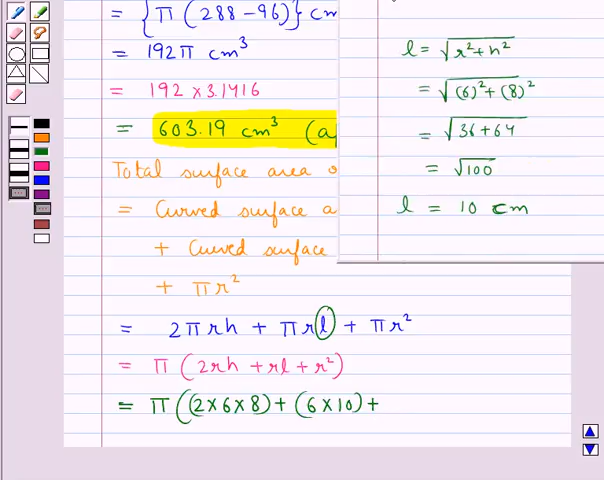 = {π(288-96)} cm
= 192π cm³
= 192×3.1416
= 603.19 cm³ (a
Total surface area o
= Curved surface a
+ Curved surface
+ πr²
= 2πrh + πrl + πr²
= π(2rh + rl + r²)
= π((2×6×8) + (6×10) +
l = √r²+h²
= √(6)²+(8)²
= √36+64
= √100
l = 10 cm